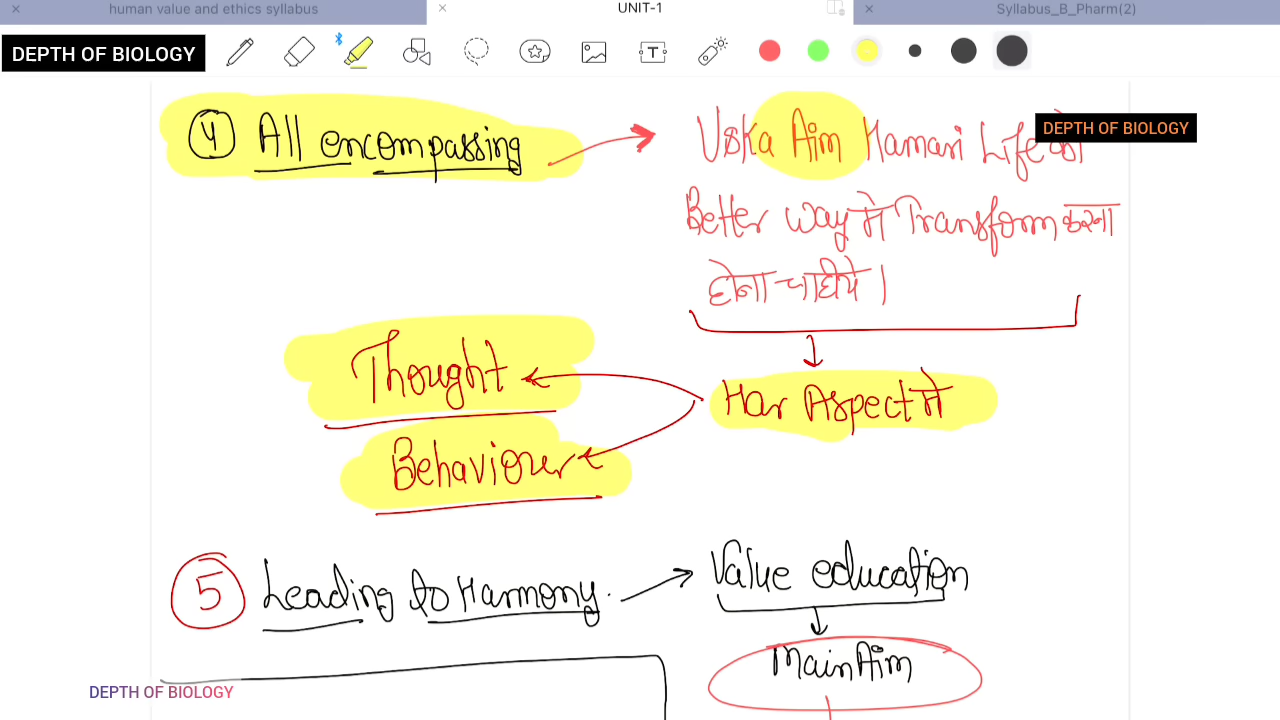 human value and ethics syllabus
UNIT-1
Syllabus_B_Pharm(2)
DEPTH OF BIOLOGY
T
DEPTH OF BIOLOGY
4 All encompassing
Uska Aim Hamari Life को
Better way मे Transform करना
होना चाहीये।
Har Aspect मे
Thought
Behaviour
5 Leading to Harmony.
Value education
Main Aim
DEPTH OF BIOLOGY